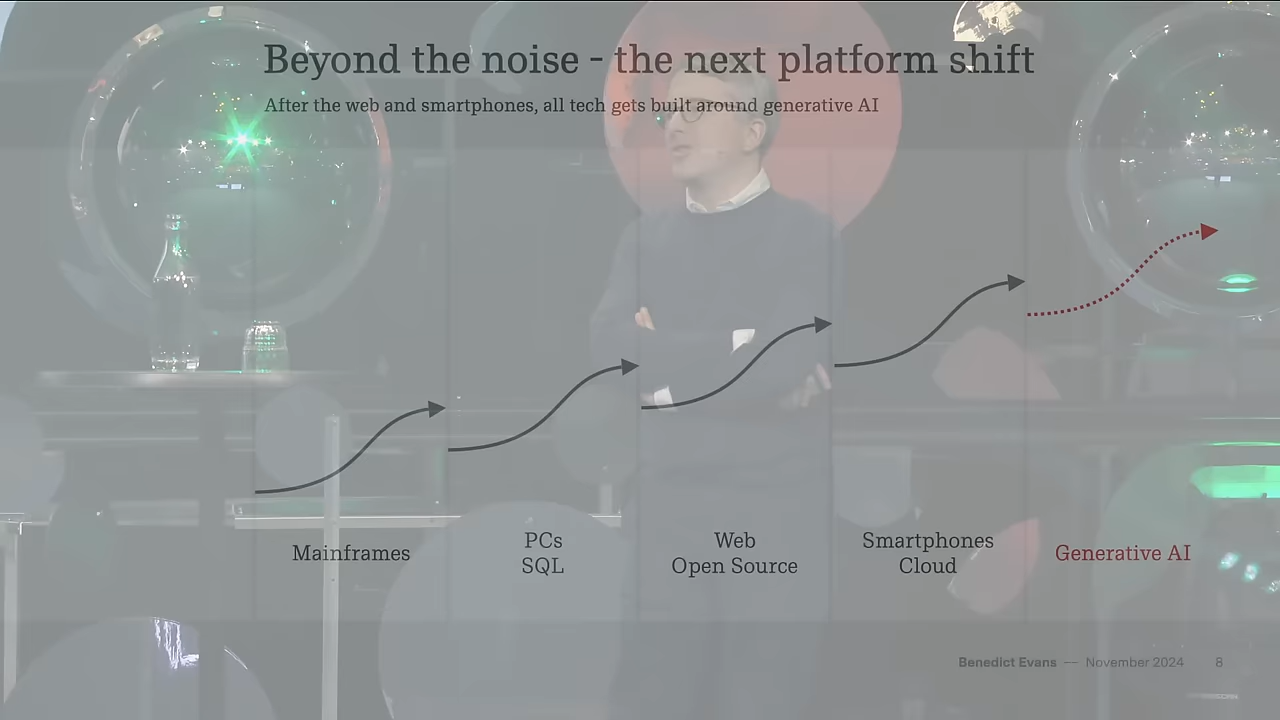 Beyond the noise - the next platform shift
After the web and smartphones, all tech gets built around generative AI
Mainframes
PCs
SQL
Web
Open Source
Smartphones
Cloud
Generative AI
Benedict Evans — November 2024 8